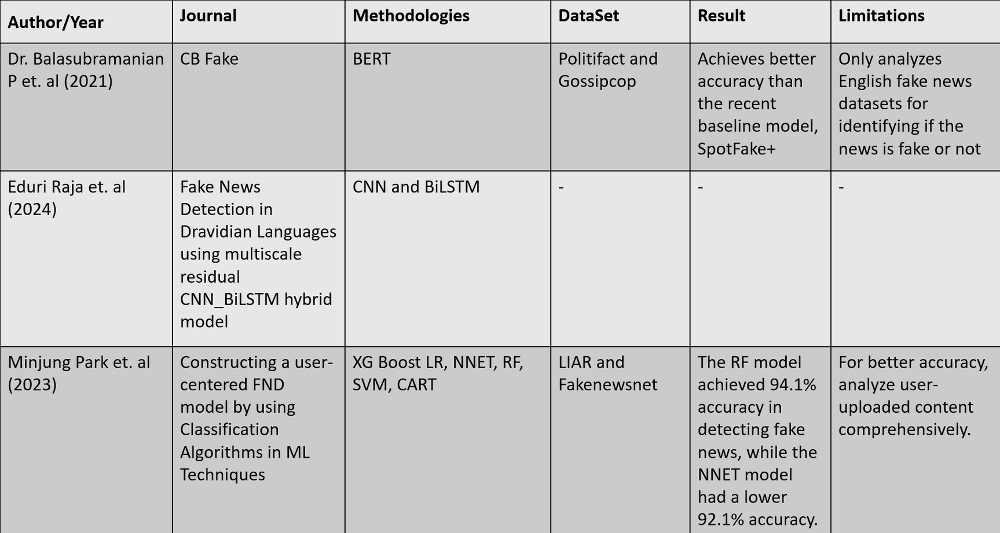 Author/Year
Journal
Methodologies
DataSet
Result
Limitations
Dr. Balasubramanian
P et. al (2021)
CB Fake
BERT
Politifact and
Gossipcop
Achieves better
accuracy than
the recent
baseline model,
SpotFake+
Only analyzes
English fake news
datasets for
identifying if the
news is fake or not
Eduri Raja et. al
(2024)
Fake News
Detection in
Dravidian Languages
using multiscale
residual
CNN_BiLSTM hybrid
model
CNN and BiLSTM
-
-
-
Minjung Park et. al
(2023)
Constructing a user-
centered FND
model by using
Classification
Algorithms in ML
Techniques
XG Boost LR, NNET, RF,
SVM, CART
LIAR and
Fakenewsnet
The RF model
achieved 94.1%
accuracy in
detecting fake
news, while the
NNET model
had a lower
92.1% accuracy.
For better accuracy,
analyze user-
uploaded content
comprehensively.